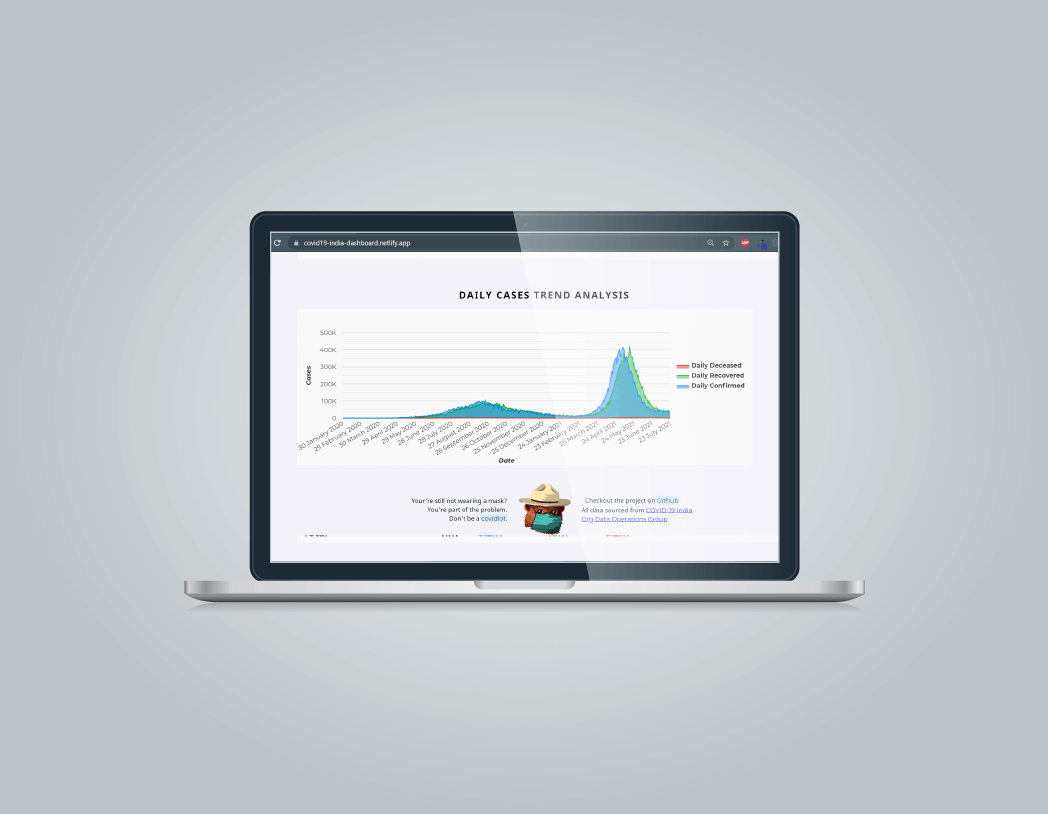 covid19-india-dashboard.netlify.app
ABP
DAILY CASES TREND ANALYSIS
500K
400K
300K
200K
100K
0
Cases
30 January 2020
29 February 2020
30 March 2020
29 April 2020
29 May 2020
28 June 2020
28 July 2020
27 August 2020
26 September 2020
26 October 2020
25 November 2020
25 December 2020
24 January 2021
23 February 2021
25 March 2021
24 April 2021
24 May 2021
23 June 2021
23 July 2021
Date
Daily Deceased
Daily Recovered
Daily Confirmed
Your're still not wearing a mask?
You're part of the problem.
Don't be a covidiot.
Checkout the project on Github
All data sourced from COVID-19 India
Org Data Operations Group